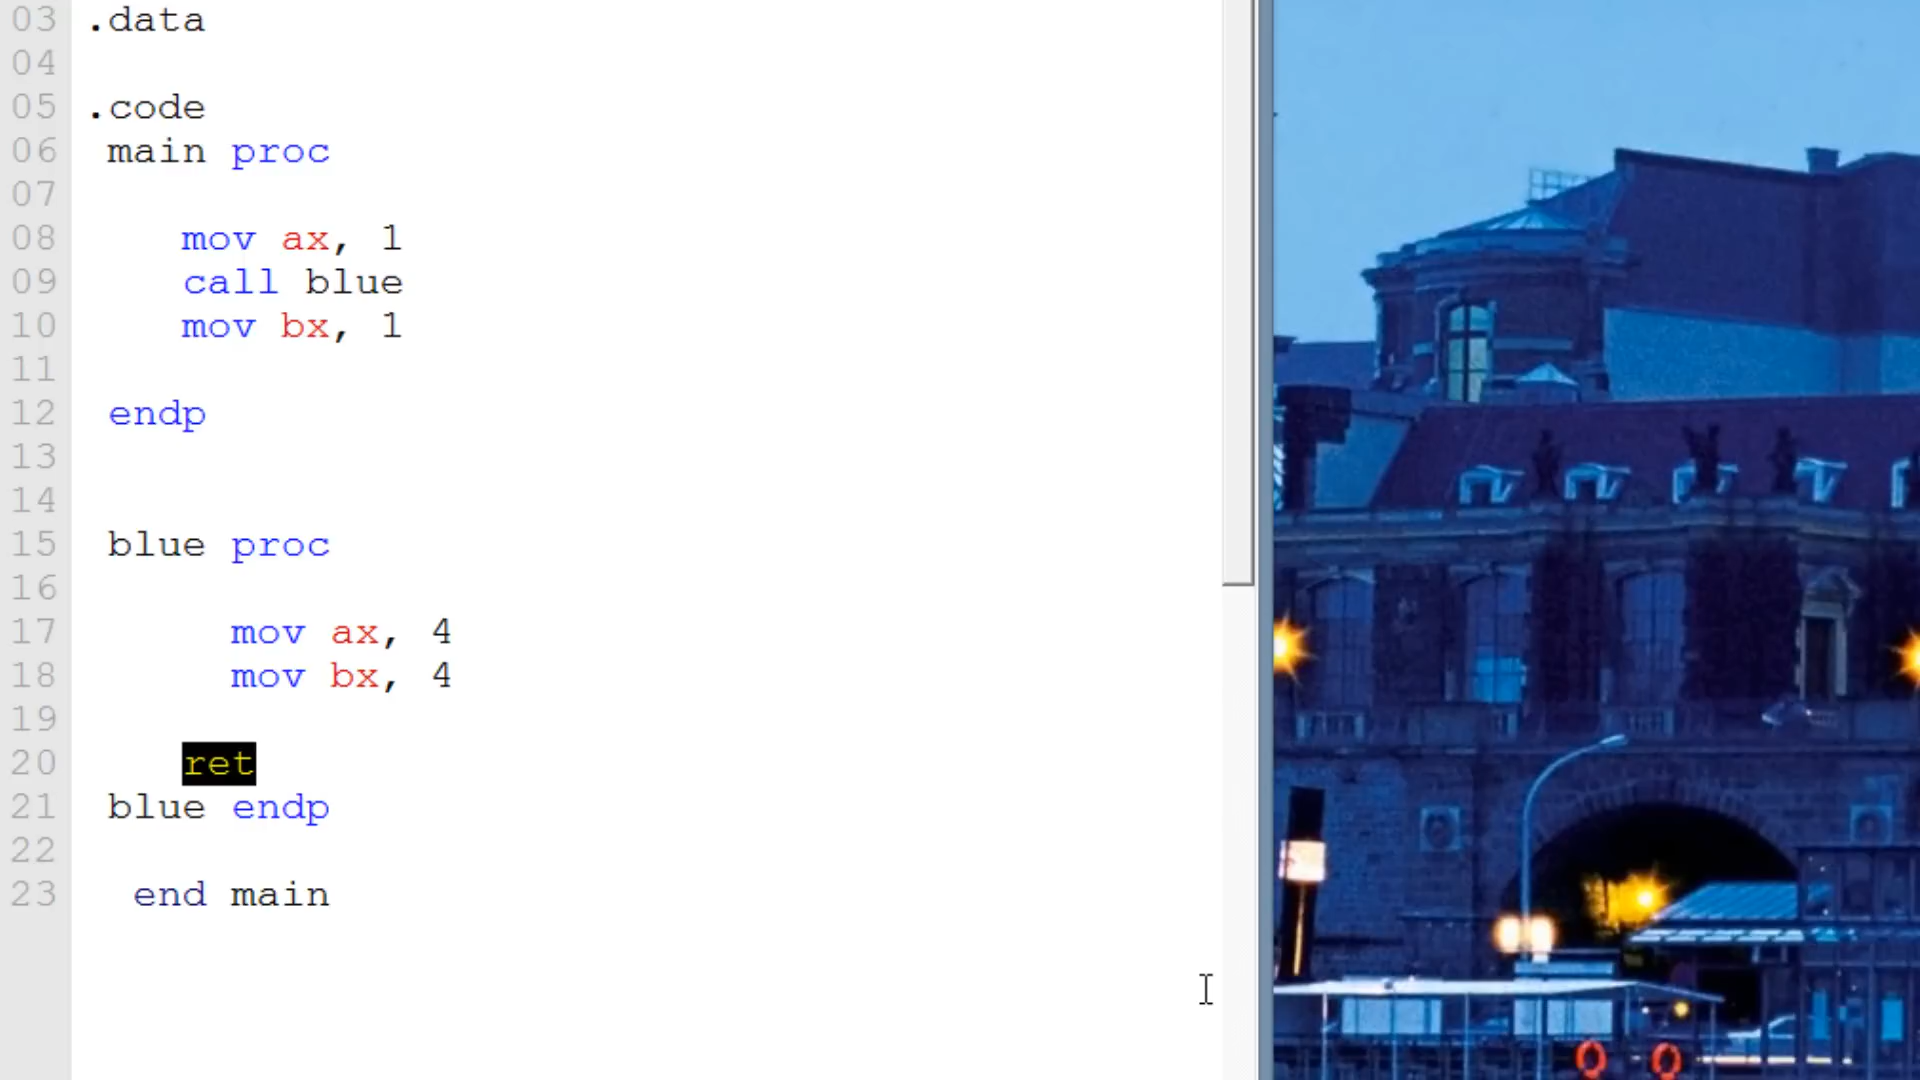 03 .data
04
05 .code
06 main proc
07
08 mov ax, 1
09 call blue
10 mov bx, 1
11
12 endp
13
14
15 blue proc
16
17 mov ax, 4
18 mov bx, 4
19
20 ret
21 blue endp
22
23 end main